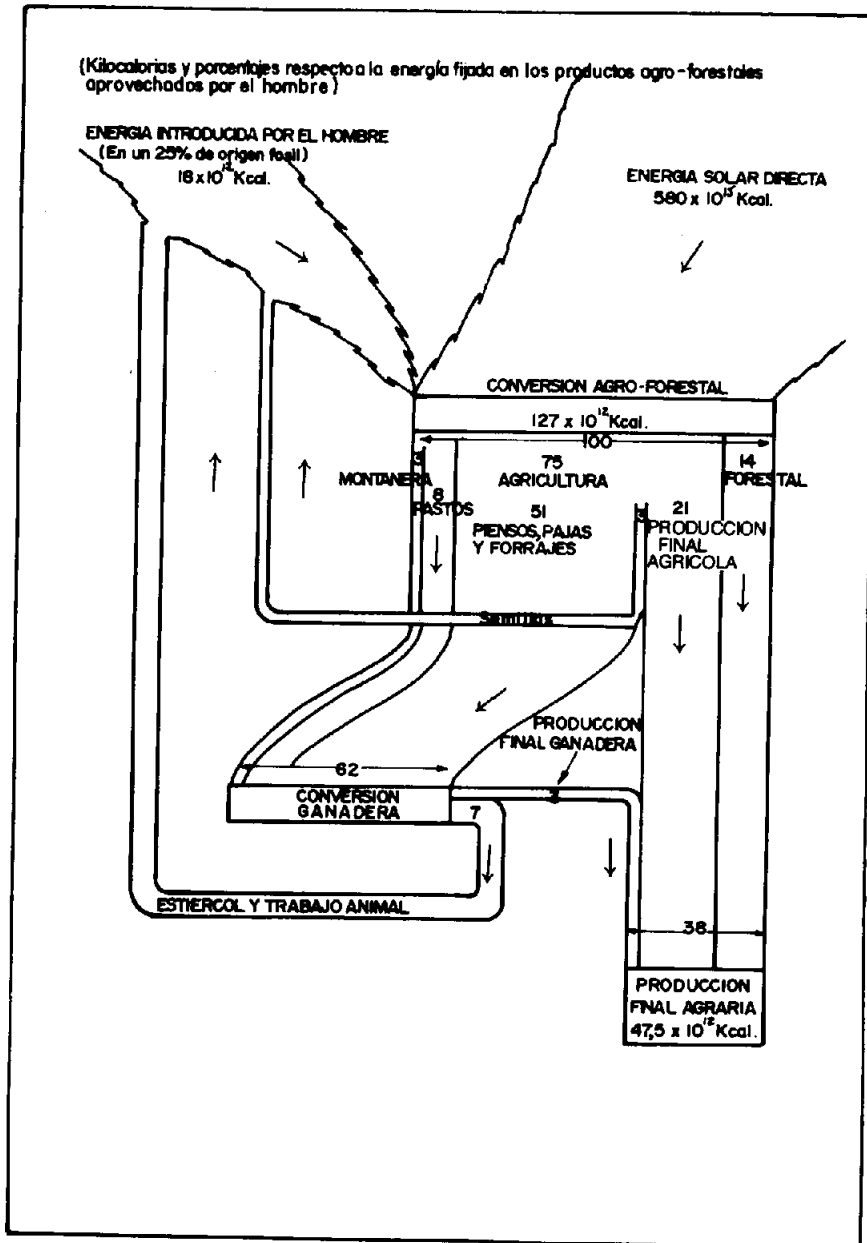 (Kilocalorias y porcentajes respecto a la energía fijada en los productos agro-forestales
aprovechados por el hombre)
ENERGIA INTRODUCIDA POR EL HOMBRE
(En un 25% de origen fosil)
18 x 10¹² Kcal.
ENERGIA SOLAR DIRECTA
580 x 10¹⁵ Kcal.
CONVERSION AGRO-FORESTAL
127 x 10¹² Kcal.
100
3
MONTANERA
8
PASTOS
75
AGRICULTURA
14
FORESTAL
51
PIENSOS, PAJAS
Y FORRAJES
3
21
PRODUCCION
FINAL
AGRICOLA
Semillas
PRODUCCION
FINAL GANADERA
62
CONVERSION
GANADERA
7
ESTIERCOL Y TRABAJO ANIMAL
38
PRODUCCION
FINAL AGRARIA
47,5 x 10¹² Kcal.